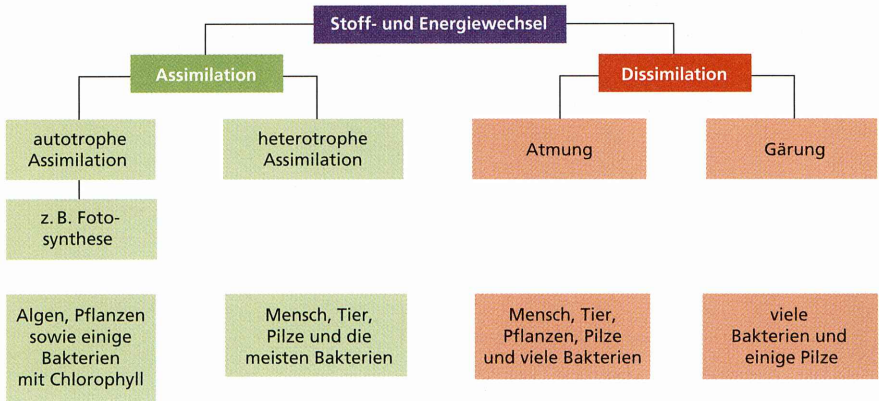 Stoff- und Energiewechsel
Assimilation
Dissimilation
autotrophe
Assimilation
heterotrophe
Assimilation
Atmung
Gärung
z. B. Foto-
synthese
Algen, Pflanzen
sowie einige
Bakterien
mit Chlorophyll
Mensch, Tier,
Pilze und die
meisten Bakterien
Mensch, Tier,
Pflanzen, Pilze
und viele Bakterien
viele
Bakterien und
einige Pilze